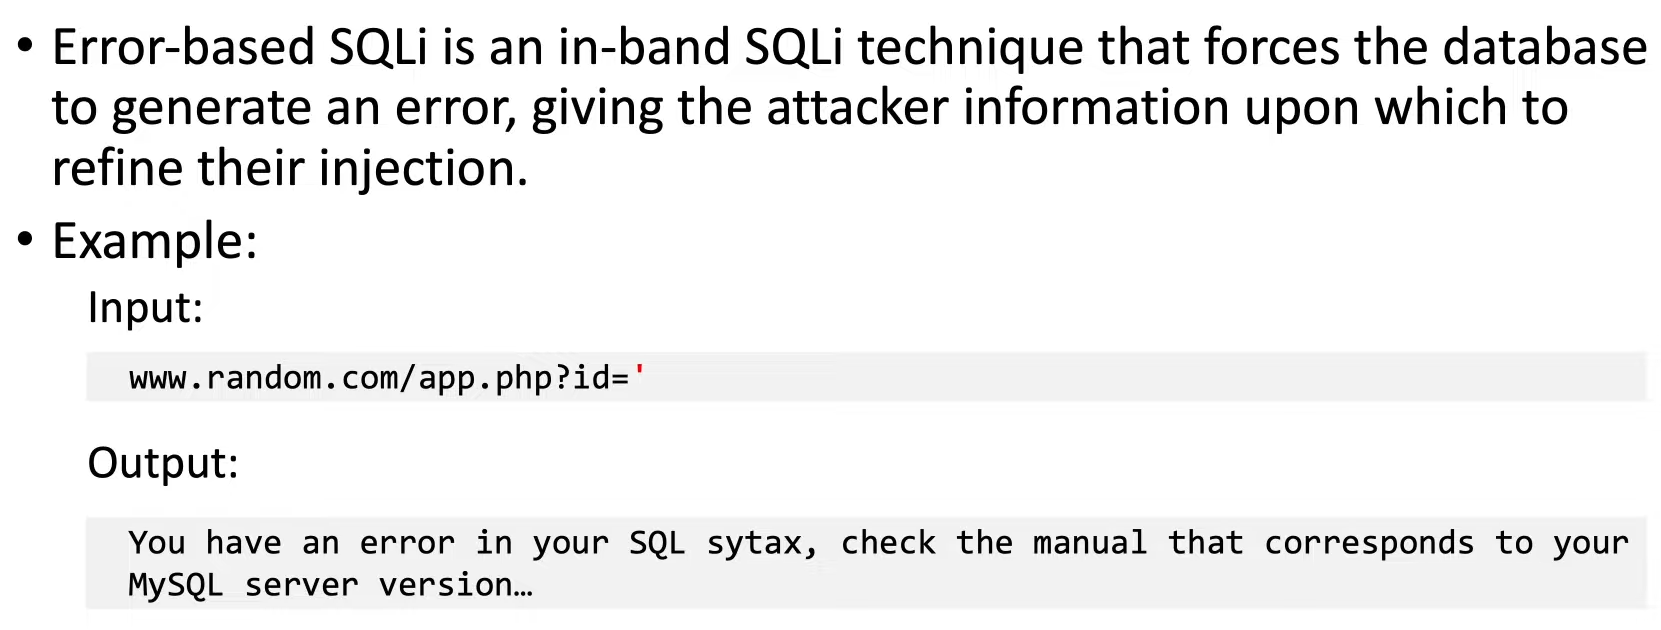 • Error-based SQLi is an in-band SQLi technique that forces the database
to generate an error, giving the attacker information upon which to
refine their injection.
• Example:
Input:
www.random.com/app.php?id='
Output:
You have an error in your SQL sytax, check the manual that corresponds to your
MySQL server version…